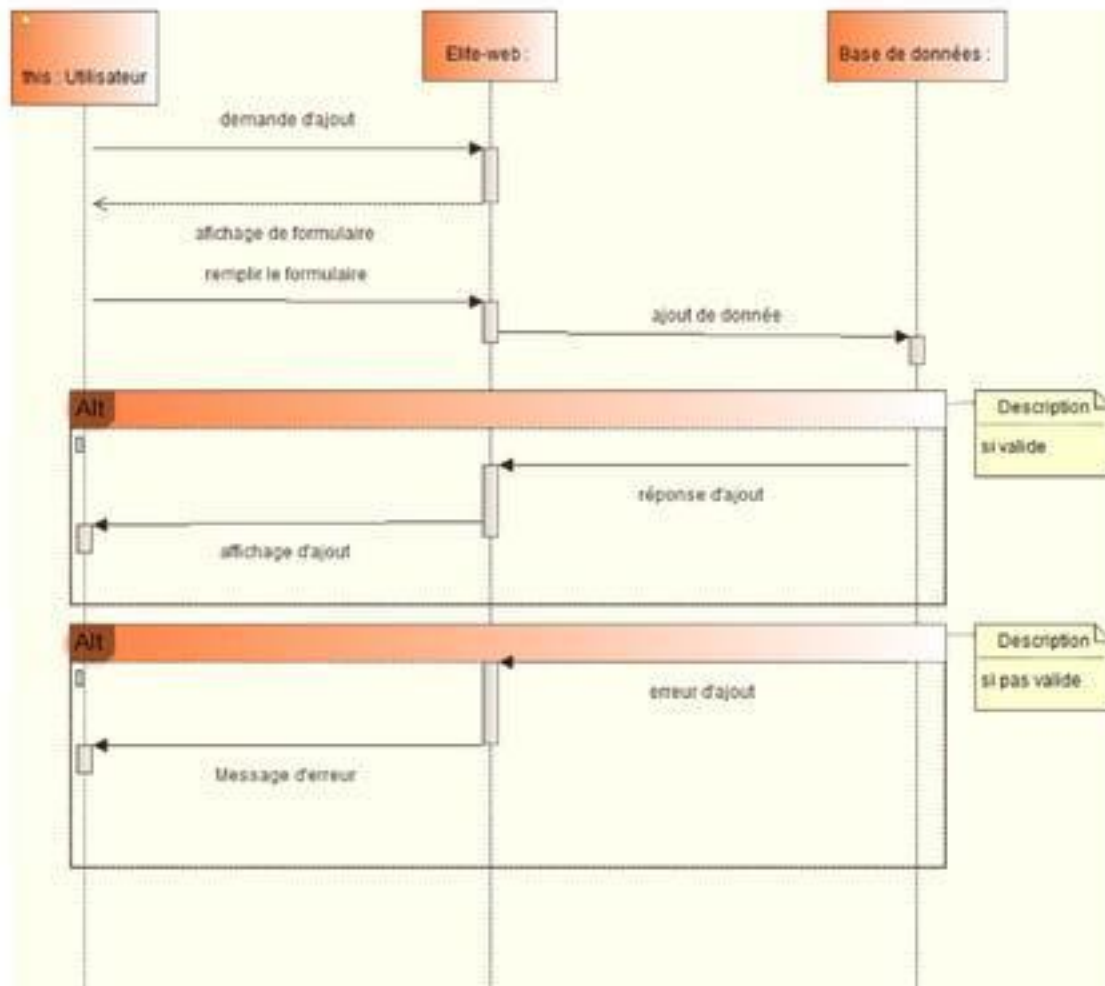 this : Utilisateur
Elite-web :
Base de données :
demande d'ajout
afichage de formulaire
remplir le formulaire
ajout de donnée
Alt
Description
si valide
réponse d'ajout
affichage d'ajout
Alt
Description
si pas valide
erreur d'ajout
Message d'erreur